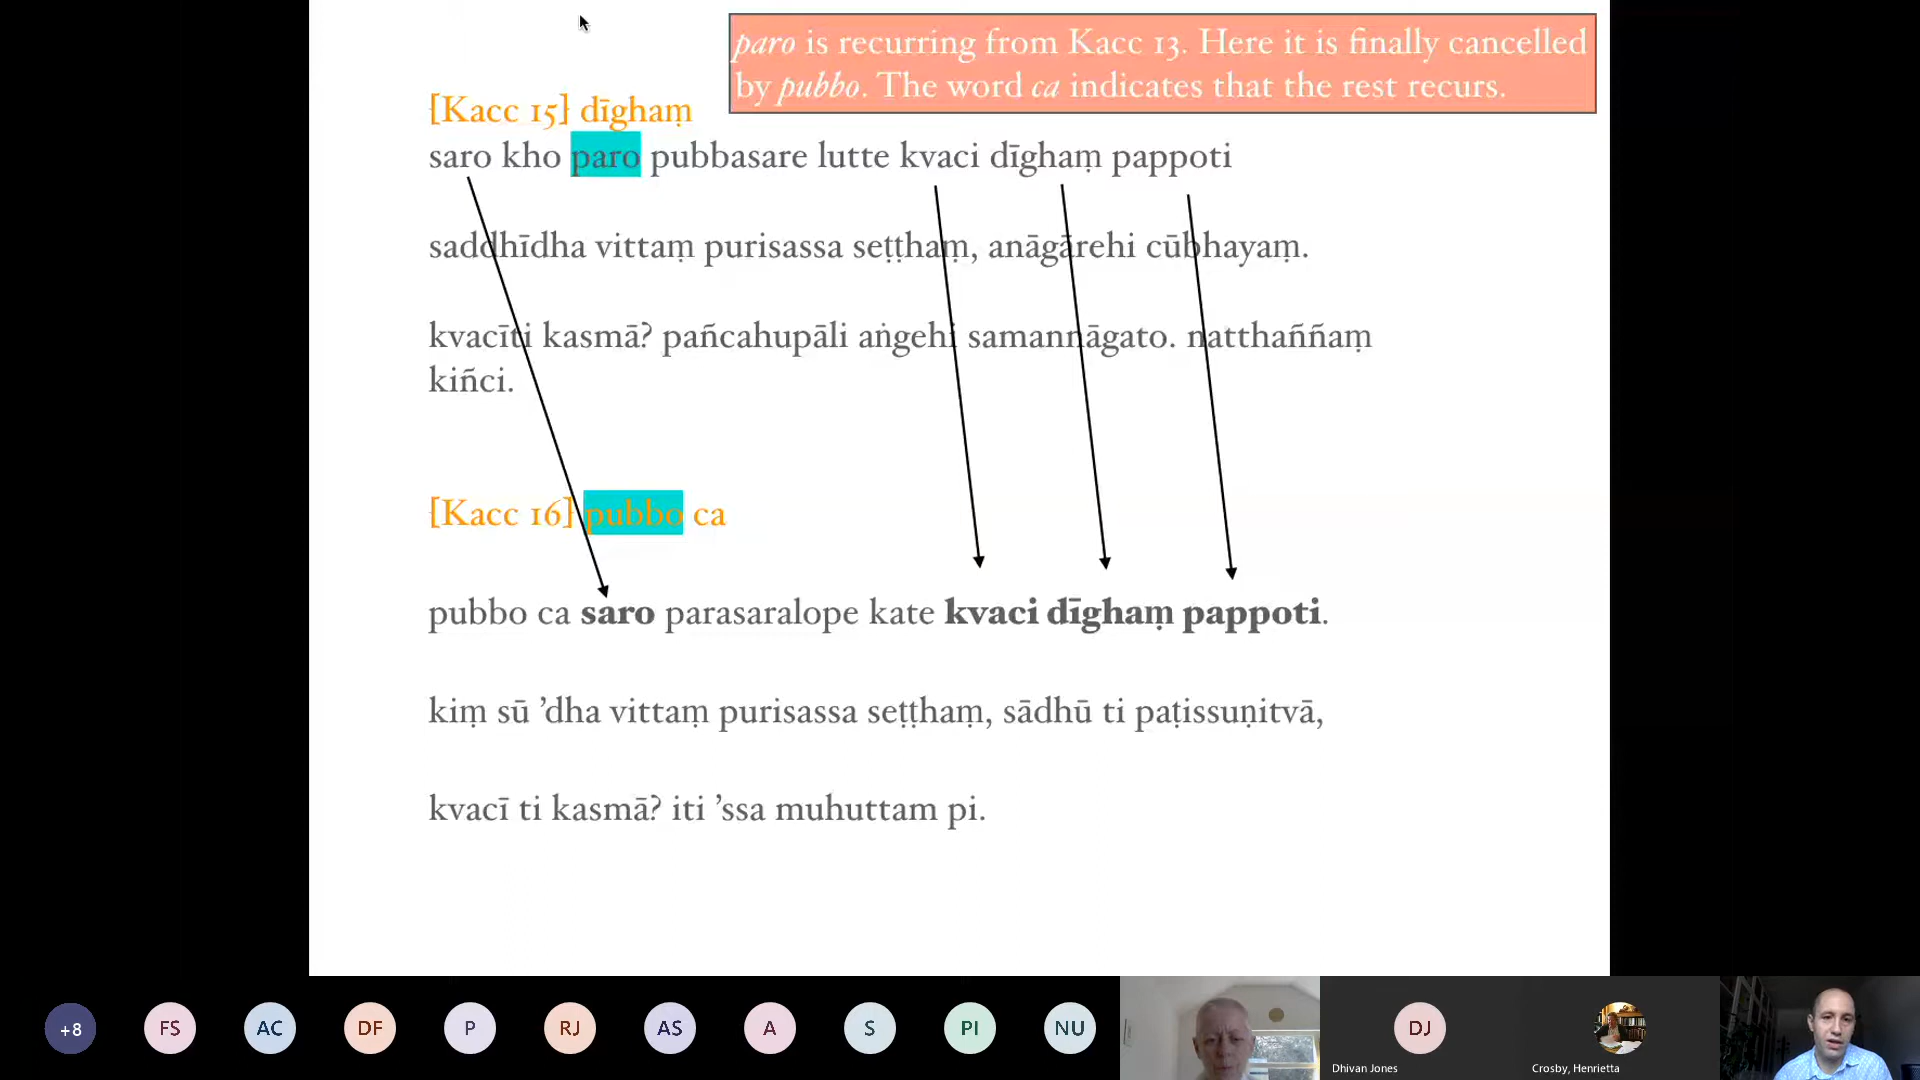 paro is recurring from Kacc 13. Here it is finally cancelled
by pubbo. The word ca indicates that the rest recurs.
[Kacc 15] dīghaṃ
saro kho paro pubbasare lutte kvaci dīghaṃ pappoti
saddhīdha vittaṃ purisassa seṭṭhaṃ, anāgārehi cūbhayaṃ.
kvacīti kasmā? pañcahupāli aṅgehi samannāgato. natthaññaṃ
kiñci.
[Kacc 16] pubbo ca
pubbo ca saro parasaralope kate kvaci dīghaṃ pappoti.
kiṃ sū ’dha vittaṃ purisassa seṭṭhaṃ, sādhū ti paṭissuṇitvā,
kvacī ti kasmā? iti ’ssa muhuttam pi.
+8 FS AC DF P RJ AS A S PI NU DJ
Dhivan Jones
Crosby, Henrietta